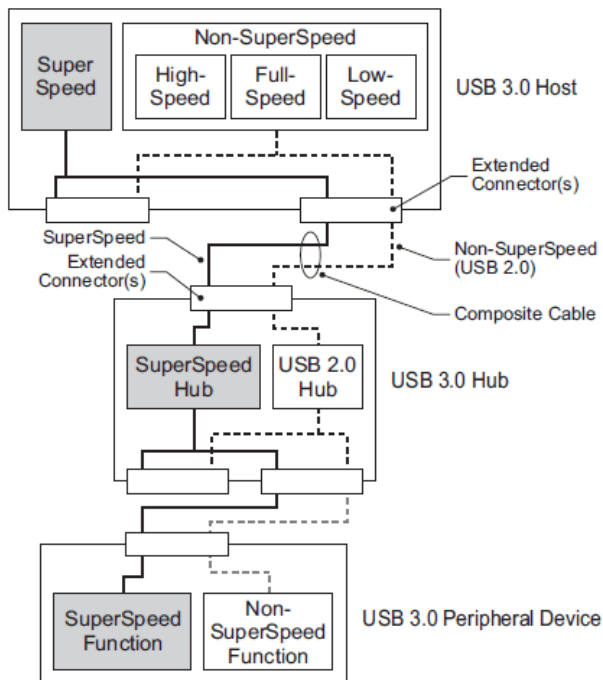 Super
Speed
Non-SuperSpeed
High-
Speed
Full-
Speed
Low-
Speed
USB 3.0 Host
Extended
Connector(s)
SuperSpeed
Extended
Connector(s)
Non-SuperSpeed
(USB 2.0)
Composite Cable
SuperSpeed
Hub
USB 2.0
Hub
USB 3.0 Hub
SuperSpeed
Function
Non-
SuperSpeed
Function
USB 3.0 Peripheral Device